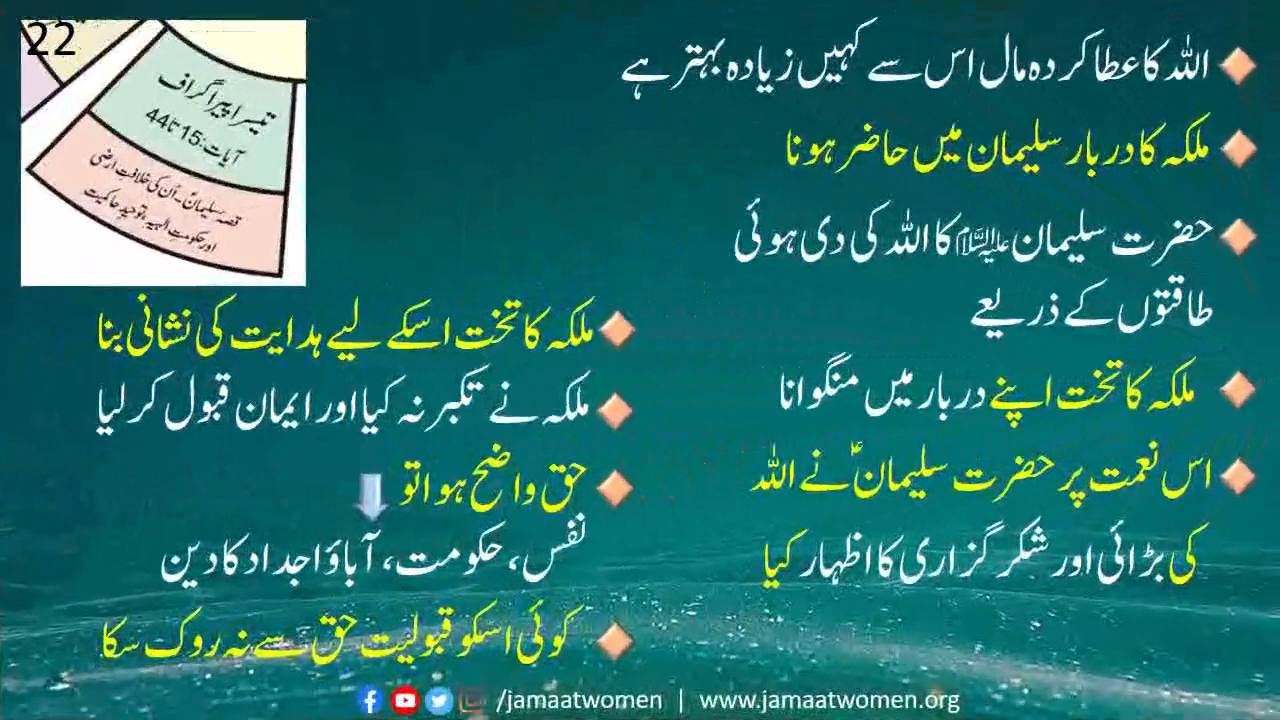 22
تیسرا پیراگراف
آیات:15 تا 44
قصہ سلیمانؑ۔ اُن کی خلافتِ ارضی
اور حکومتِ الٰہیہ، توحیدِ حاکمیت
اللہ کا عطا کردہ مال اس سے کہیں زیادہ بہتر ہے
ملکہ کا دربار سلیمان میں حاضر ہونا
حضرت سلیمان علیہ السلام کا اللہ کی دی ہوئی
طاقتوں کے ذریعے
ملکہ کا تخت اپنے دربار میں منگوانا
اس نعمت پر حضرت سلیمانؑ نے اللہ
کی بڑائی اور شکر گزاری کا اظہار کیا
ملکہ کا تخت اسکے لیے ہدایت کی نشانی بنا
ملکہ نے تکبر نہ کیا اور ایمان قبول کر لیا
حق واضح ہوا تو
نفس، حکومت، آباؤ اجداد کا دین
کوئی اسکو قبولیت حق سے نہ روک سکا
/jamaatwomen | www.jamaatwomen.org